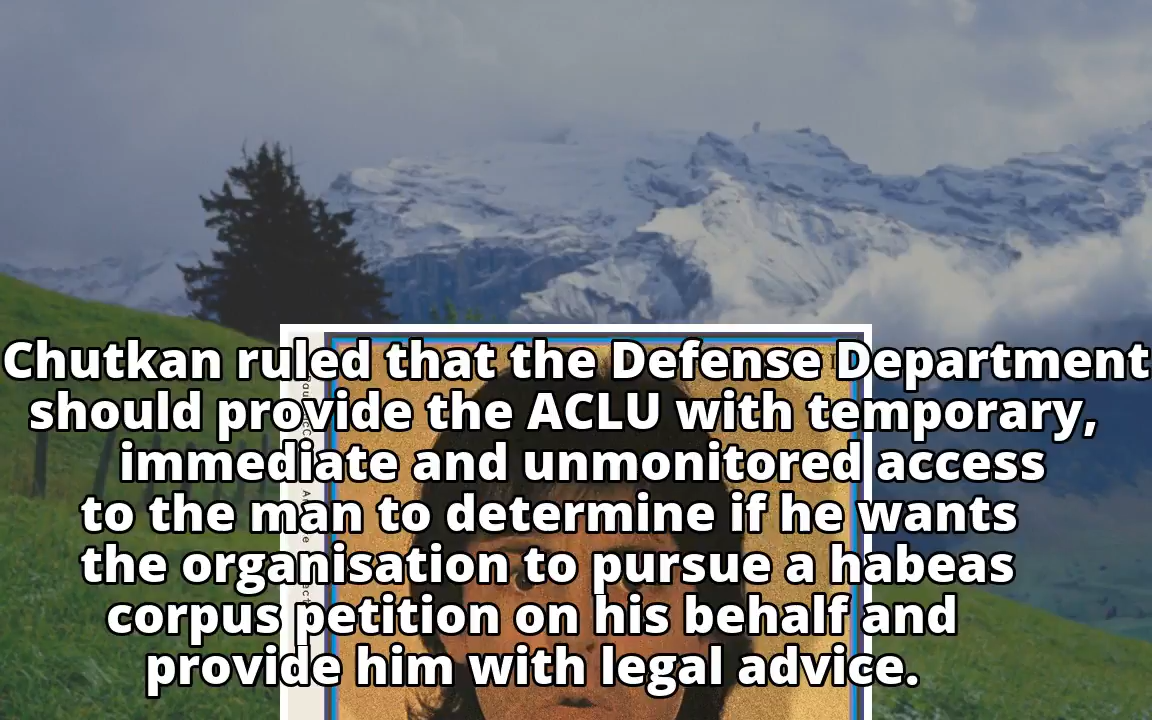 Chutkan ruled that the Defense Department
should provide the ACLU with temporary,
immediate and unmonitored access
to the man to determine if he wants
the organisation to pursue a habeas
corpus petition on his behalf and
provide him with legal advice.